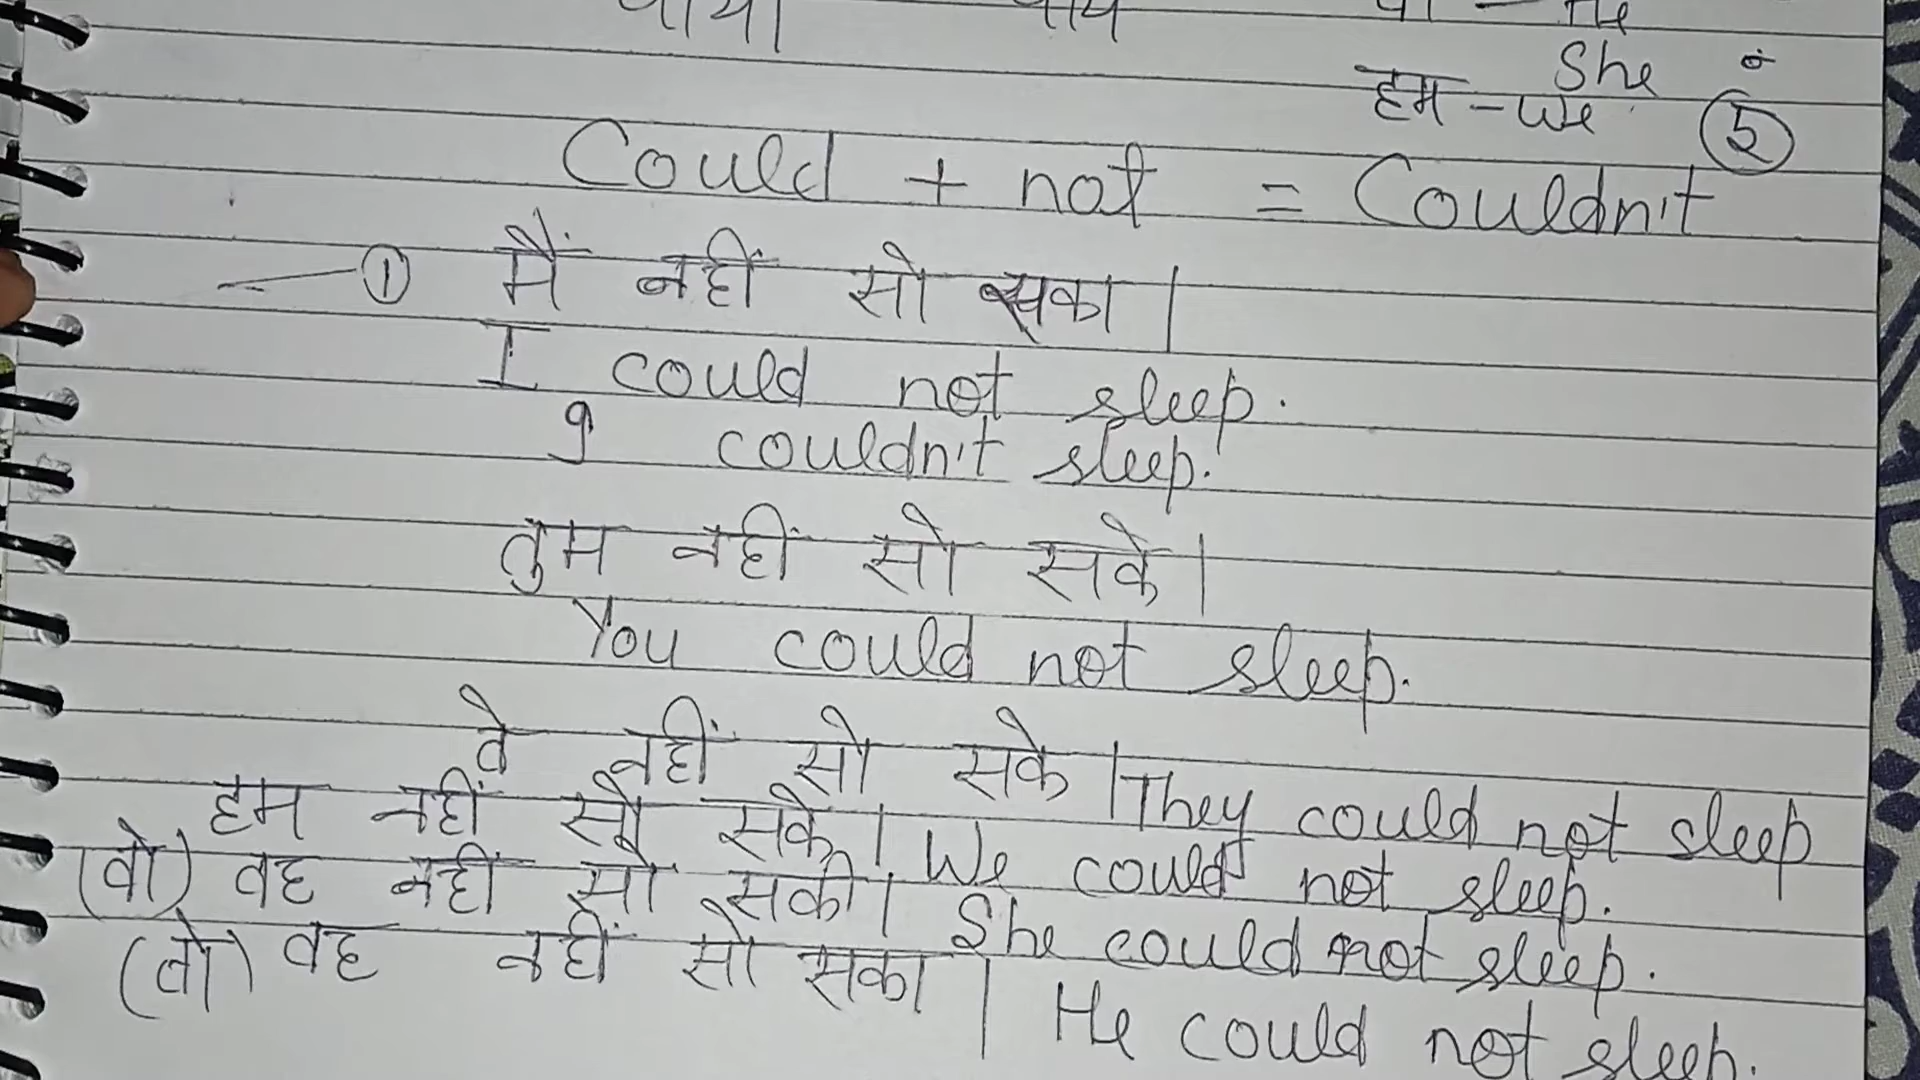 He
She
हम - We
5
Could + not = Couldn't
① मैं नहीं सो सका।
I could not sleep.
I couldn't sleep.
तुम नहीं सो सके।
You could not sleep.
वे नहीं सो सके। They could not sleep
हम नहीं सो सके। We could not sleep.
(वो) वह नहीं सो सकी। She could not sleep.
(वो) वह नहीं सो सका। He could not sleep.